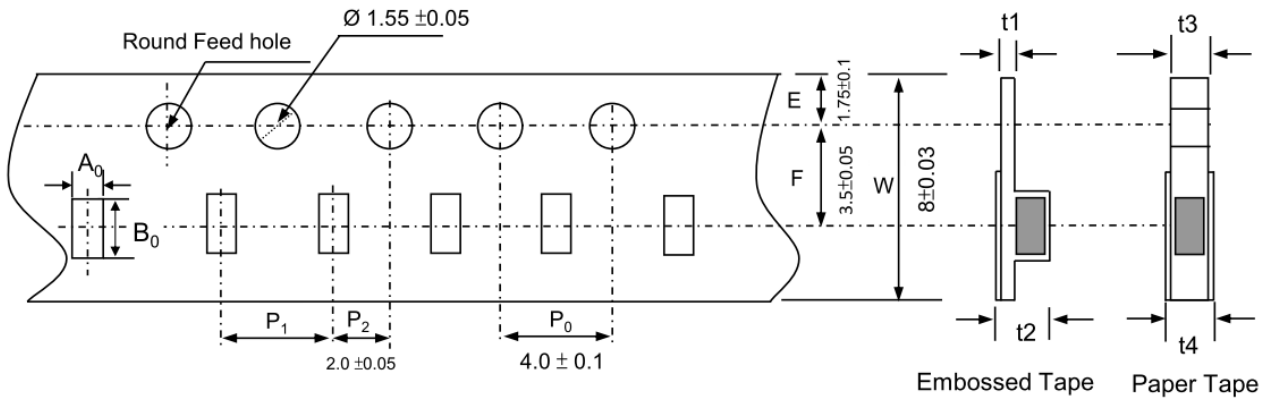 Ø 1.55 ±0.05
Round Feed hole
t1
t3
E
1.75±0.1
A₀
F
3.5±0.05
W
8±0.03
B₀
P₁
P₂
P₀
2.0 ±0.05
4.0 ± 0.1
t2
t4
Embossed Tape
Paper Tape